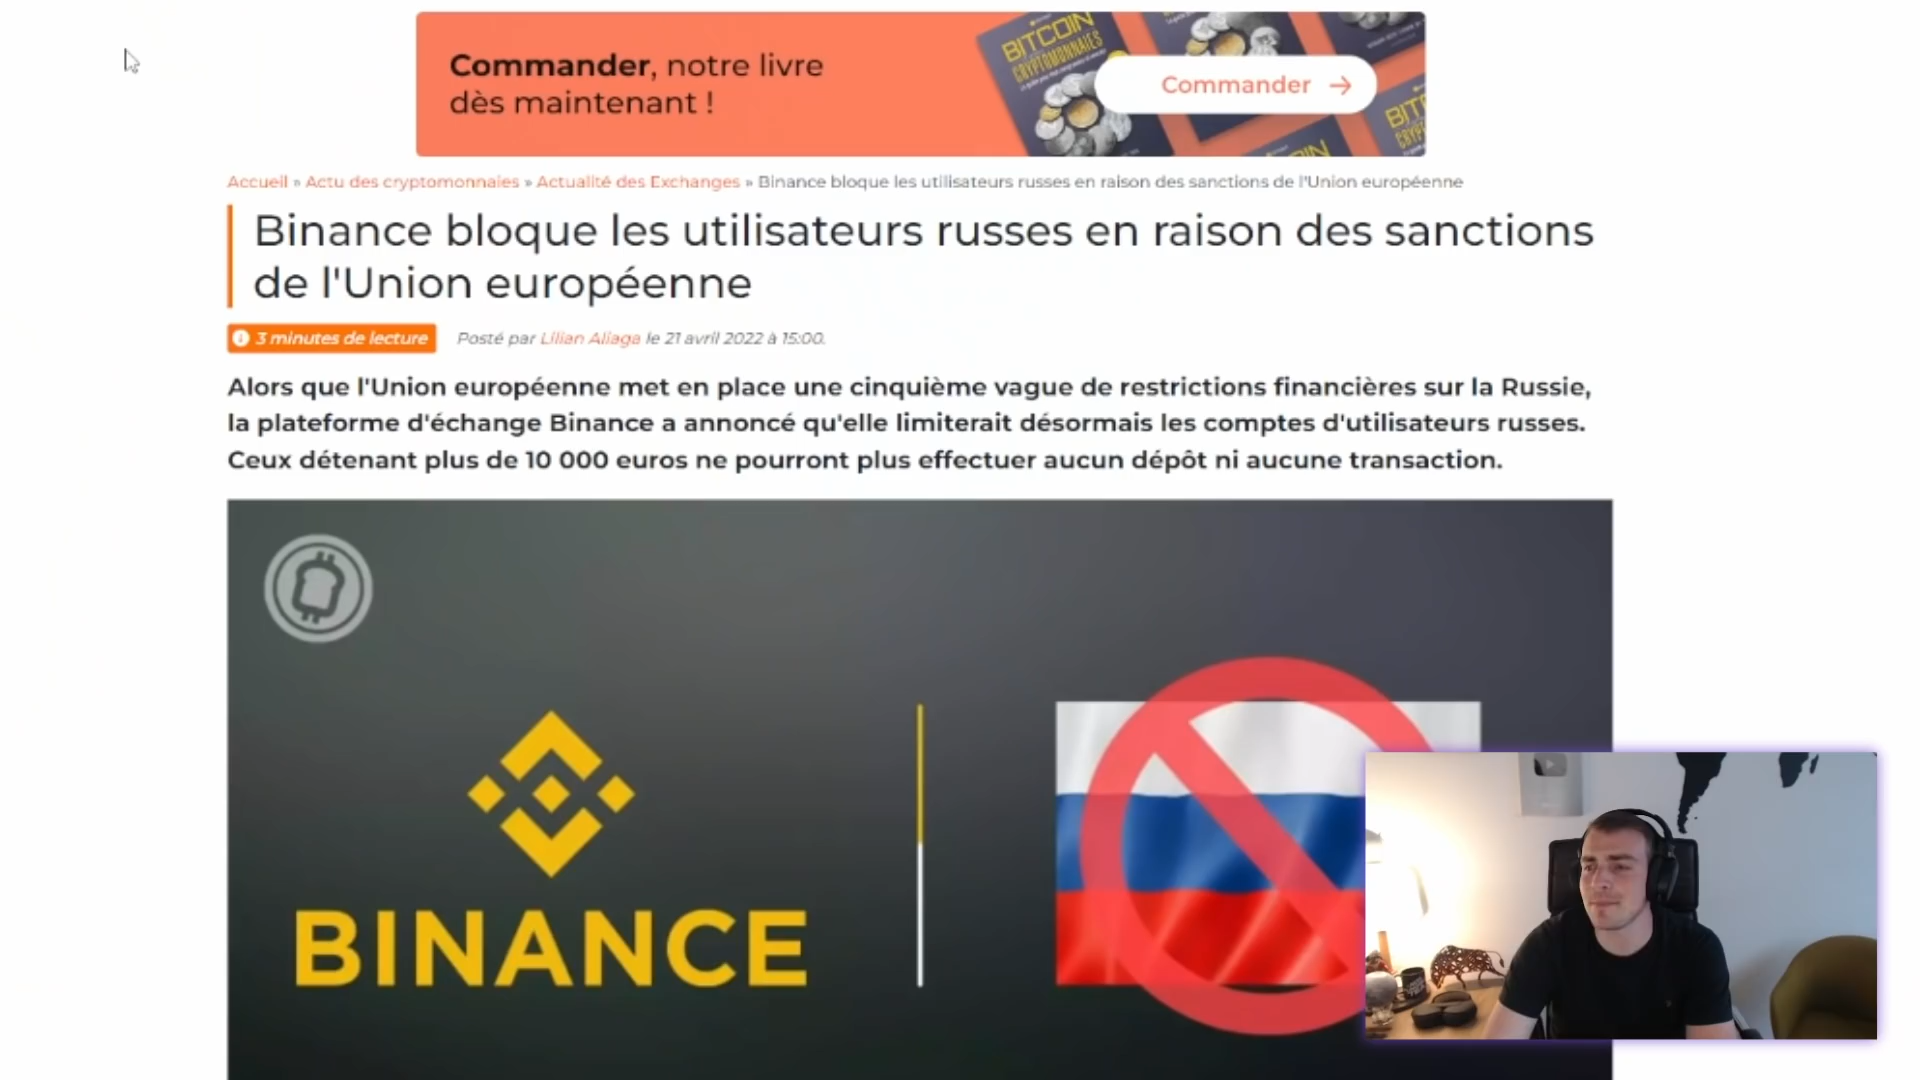 Commander, notre livre
dès maintenant !
Commander
BITCOIN
CRYPTOMONNAIES
Accueil » Actu des cryptomonnaies » Actualité des Exchanges » Binance bloque les utilisateurs russes en raison des sanctions de l'Union européenne
Binance bloque les utilisateurs russes en raison des sanctions
de l'Union européenne
3 minutes de lecture
Posté par Lilian Aliaga le 21 avril 2022 à 15:00.
Alors que l'Union européenne met en place une cinquième vague de restrictions financières sur la Russie,
la plateforme d'échange Binance a annoncé qu'elle limiterait désormais les comptes d'utilisateurs russes.
Ceux détenant plus de 10 000 euros ne pourront plus effectuer aucun dépôt ni aucune transaction.
BINANCE